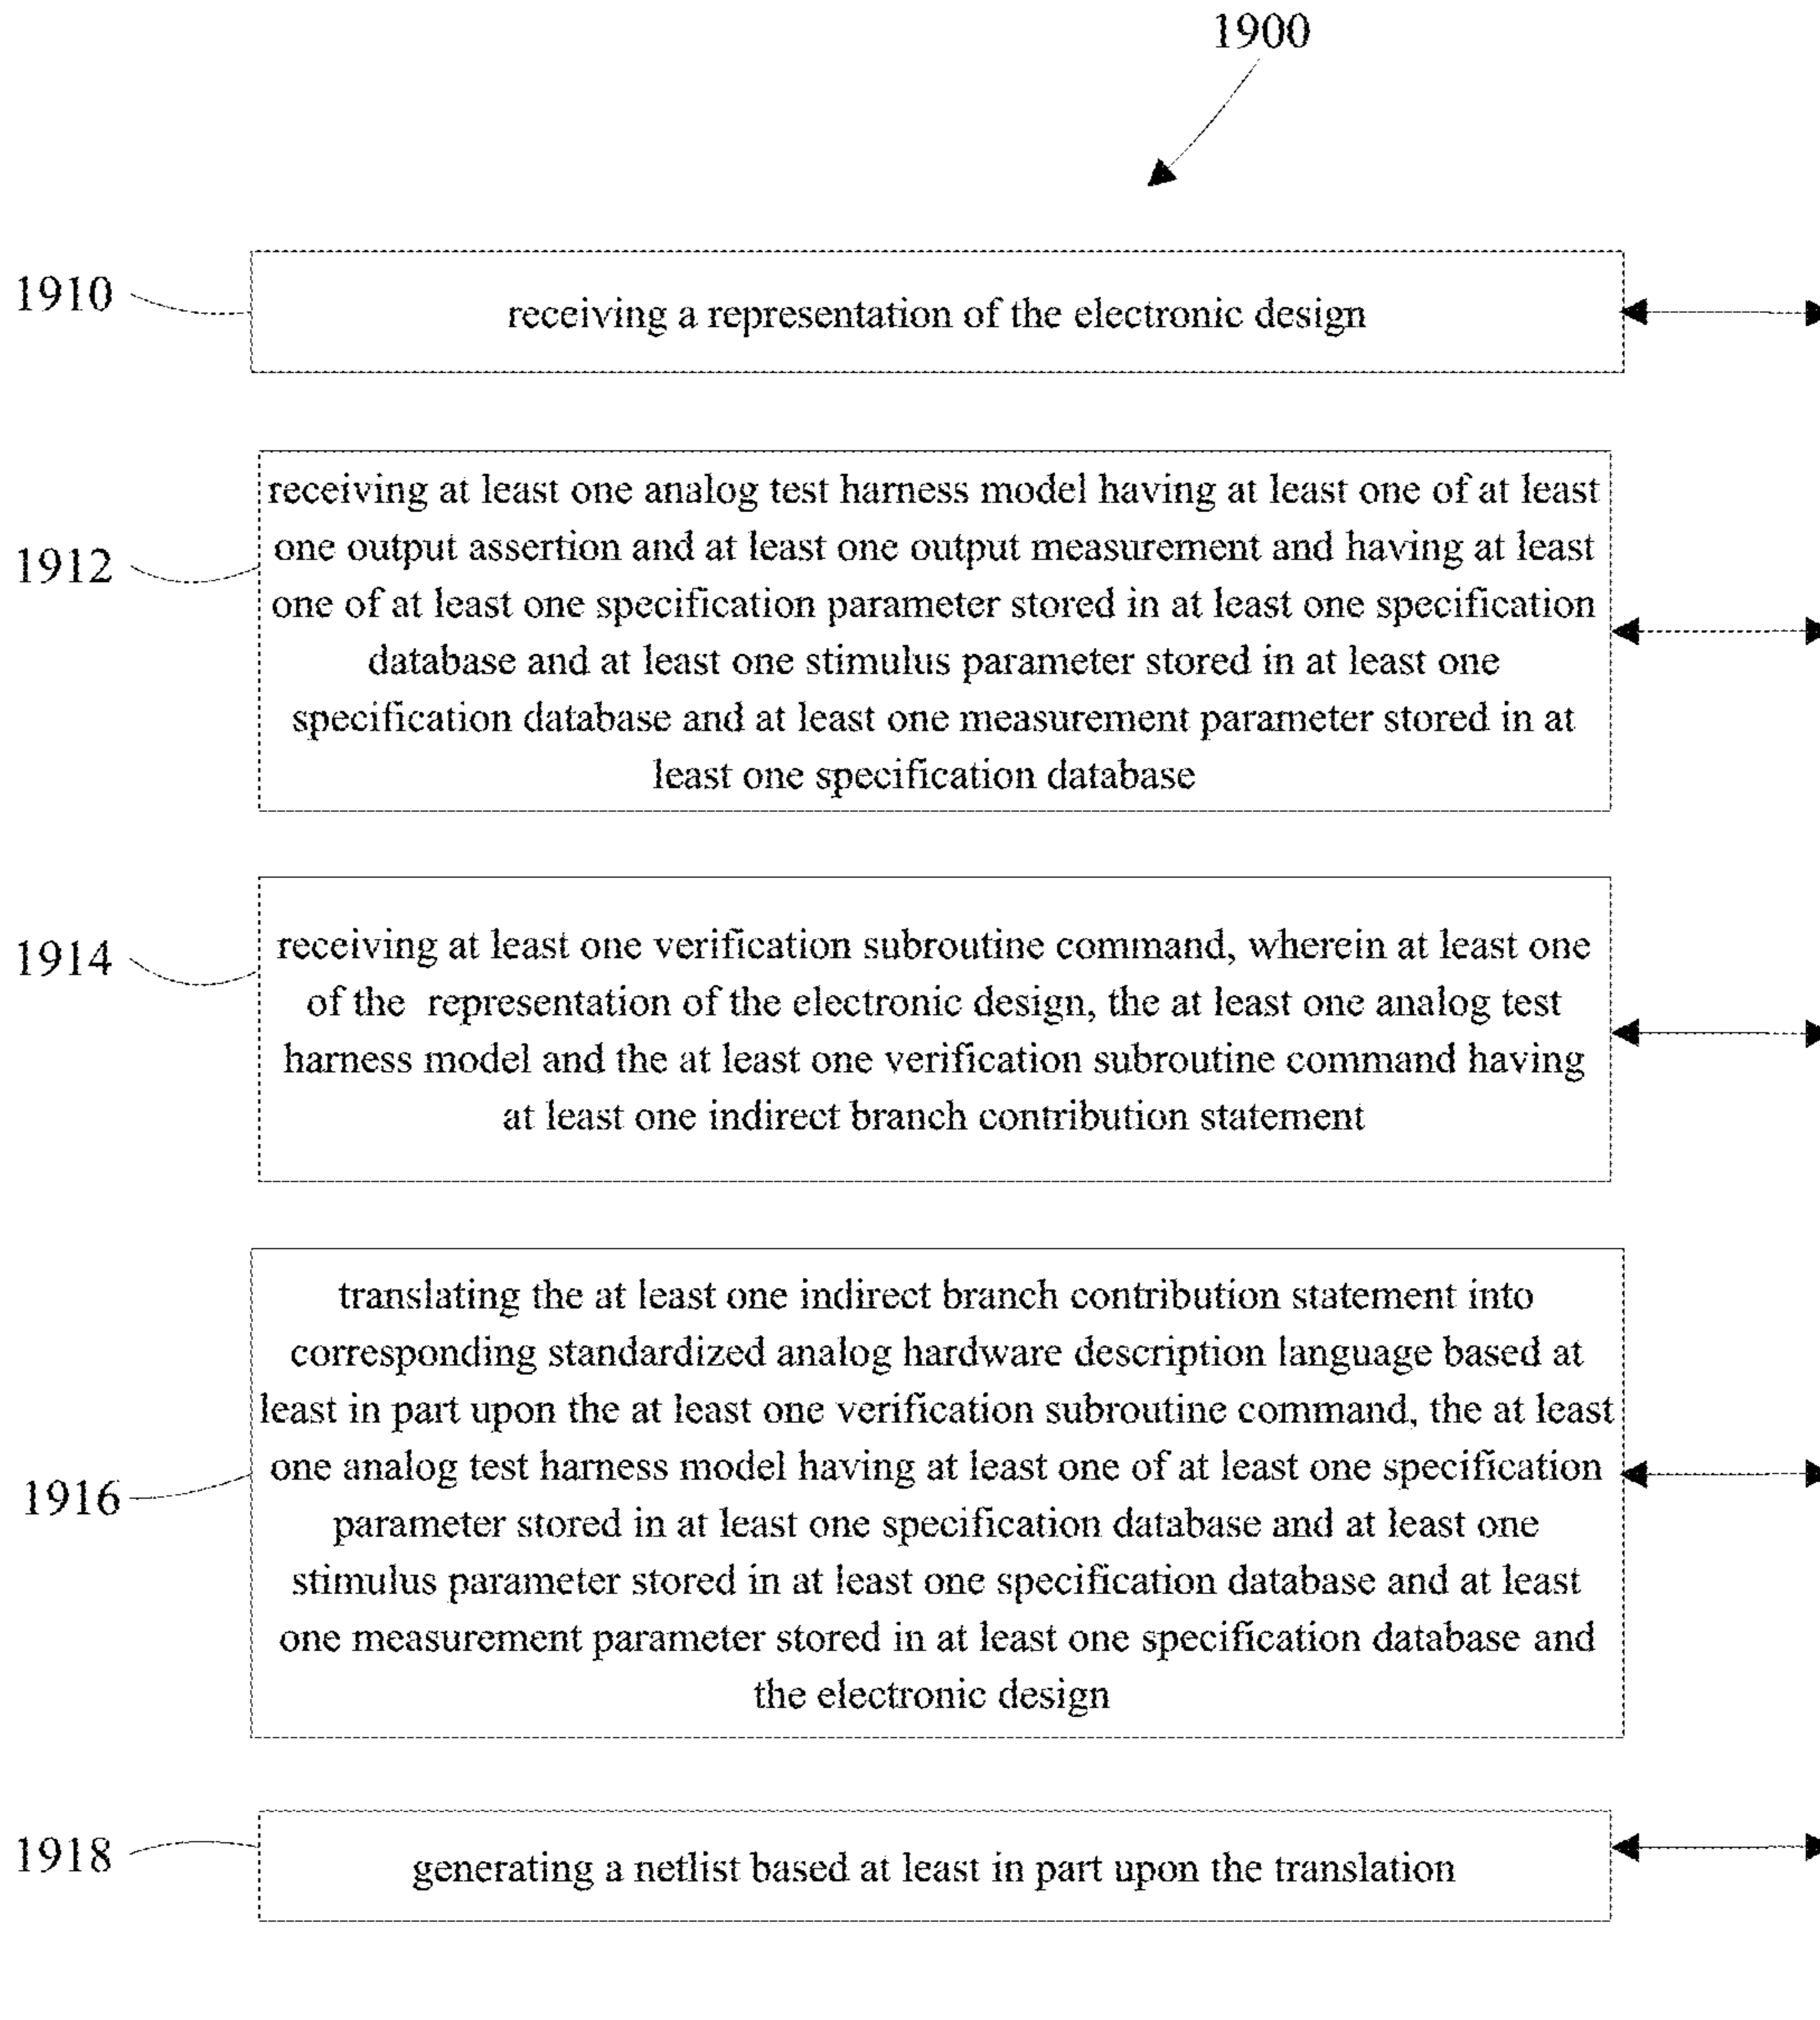 1900
1910
receiving a representation of the electronic design
1912
receiving at least one analog test harness model having at least one of at least
one output assertion and at least one output measurement and having at least
one of at least one specification parameter stored in at least one specification
database and at least one stimulus parameter stored in at least one
specification database and at least one measurement parameter stored in at
least one specification database
1914
receiving at least one verification subroutine command, wherein at least one
of the representation of the electronic design, the at least one analog test
harness model and the at least one verification subroutine command having
at least one indirect branch contribution statement
1916
translating the at least one indirect branch contribution statement into
corresponding standardized analog hardware description language based at
least in part upon the at least one verification subroutine command, the at least
one analog test harness model having at least one of at least one specification
parameter stored in at least one specification database and at least one
stimulus parameter stored in at least one specification database and at least
one measurement parameter stored in at least one specification database and
the electronic design
1918
generating a netlist based at least in part upon the translation